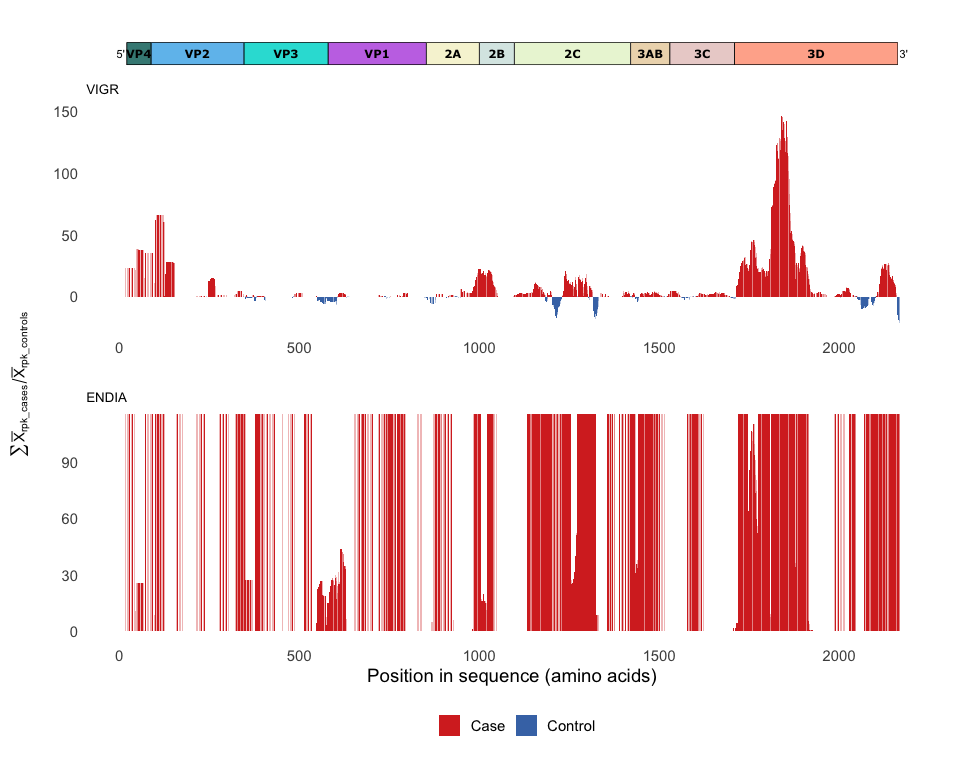 5' VP4 VP2 VP3 VP1 2A 2B 2C 3AB 3C 3D 3'
VIGR
150
100
50
0
0 500 1000 1500 2000
∑ X̅rpk_cases/X̅rpk_controls
ENDIA
90
60
30
0
0 500 1000 1500 2000
Position in sequence (amino acids)
Case Control